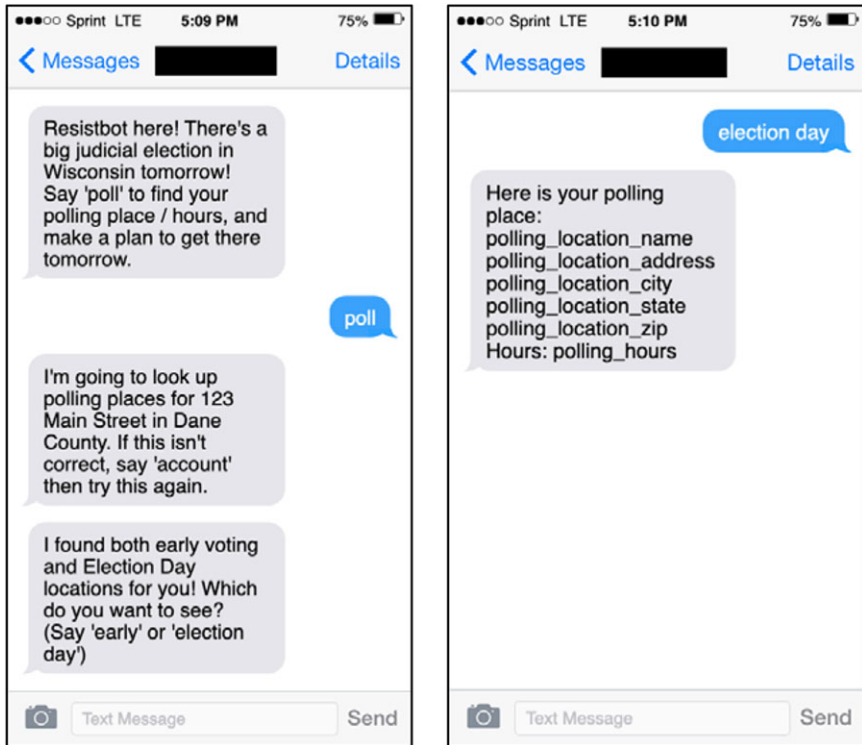 Sprint LTE 5:09 PM 75%
Messages Details
Resistbot here! There's a
big judicial election in
Wisconsin tomorrow!
Say 'poll' to find your
polling place / hours, and
make a plan to get there
tomorrow.
poll
I'm going to look up
polling places for 123
Main Street in Dane
County. If this isn't
correct, say 'account'
then try this again.
I found both early voting
and Election Day
locations for you! Which
do you want to see?
(Say 'early' or 'election
day')
Text Message Send
Sprint LTE 5:10 PM 75%
Messages Details
election day
Here is your polling
place:
polling_location_name
polling_location_address
polling_location_city
polling_location_state
polling_location_zip
Hours: polling_hours
Text Message Send